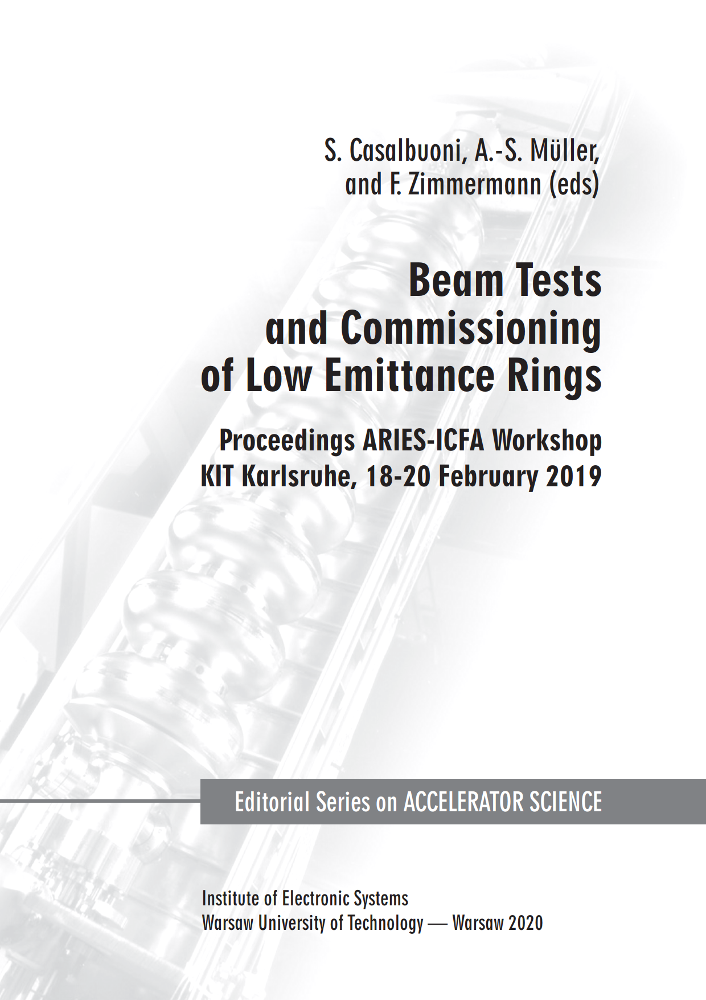 S. Casalbuoni, A.-S. Müller,
and F. Zimmermann (eds)
Beam Tests
and Commissioning
of Low Emittance Rings
Proceedings ARIES-ICFA Workshop
KIT Karlsruhe, 18-20 February 2019
Editorial Series on ACCELERATOR SCIENCE
Institute of Electronic Systems
Warsaw University of Technology — Warsaw 2020